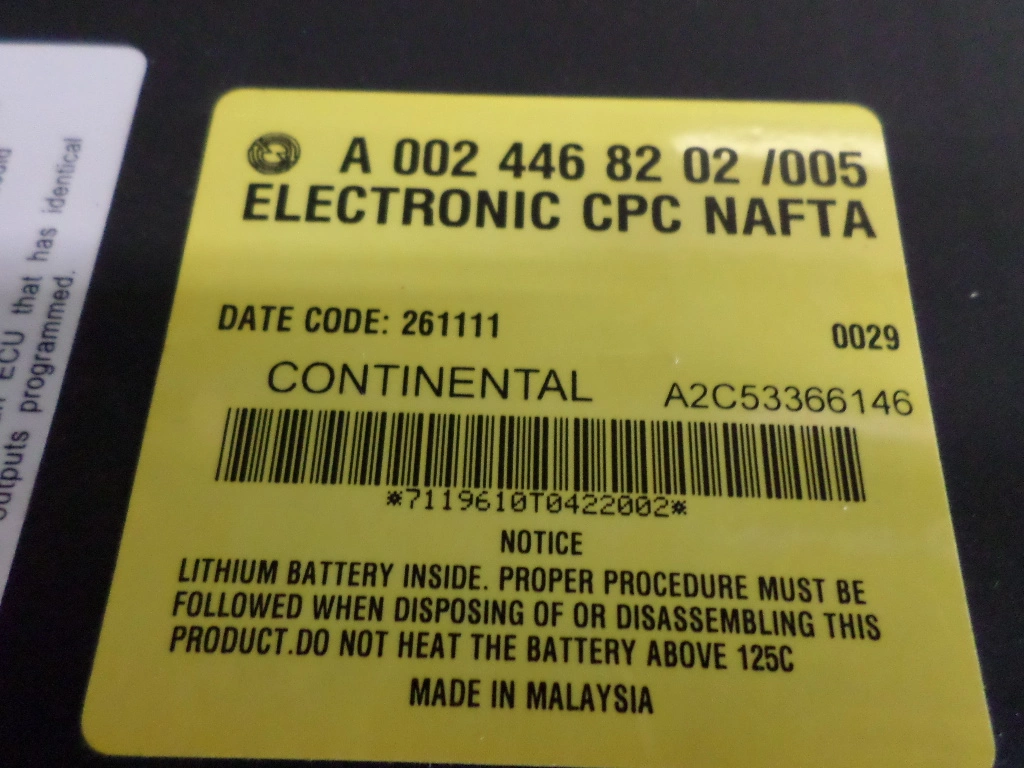 A 002 446 82 02 /005
ELECTRONIC CPC NAFTA
DATE CODE: 261111 0029
CONTINENTAL A2C53366146
*7119610T0422002*
NOTICE
LITHIUM BATTERY INSIDE. PROPER PROCEDURE MUST BE
FOLLOWED WHEN DISPOSING OF OR DISASSEMBLING THIS
PRODUCT.DO NOT HEAT THE BATTERY ABOVE 125C
MADE IN MALAYSIA
ECU that has identical
outputs programmed.